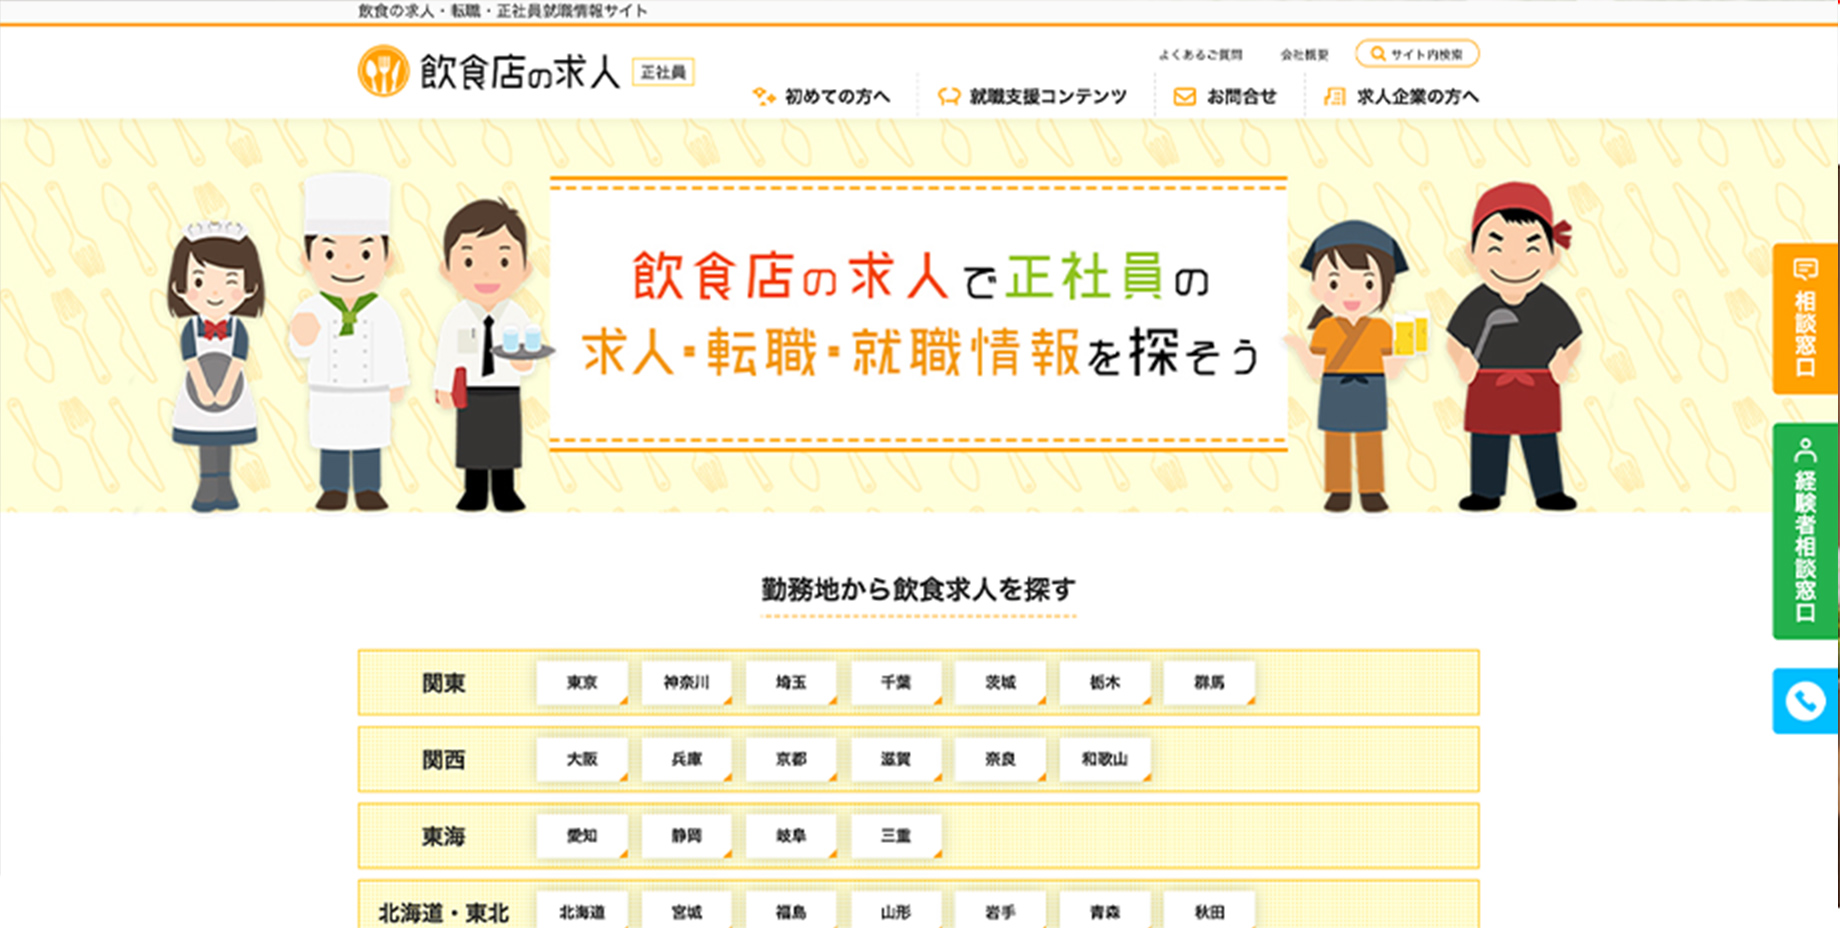 飲食の求人・転職・正社員就職情報サイト
飲食店の求人 正社員
よくあるご質問 会社概要 サイト内検索
初めての方へ 就職支援コンテンツ お問合せ 求人企業の方へ
飲食店の求人で正社員の
求人・転職・就職情報を探そう
相談窓口
経験者相談窓口
勤務地から飲食求人を探す
関東 東京 神奈川 埼玉 千葉 茨城 栃木 群馬
関西 大阪 兵庫 京都 滋賀 奈良 和歌山
東海 愛知 静岡 岐阜 三重
北海道・東北 北海道 宮城 福島 山形 岩手 青森 秋田